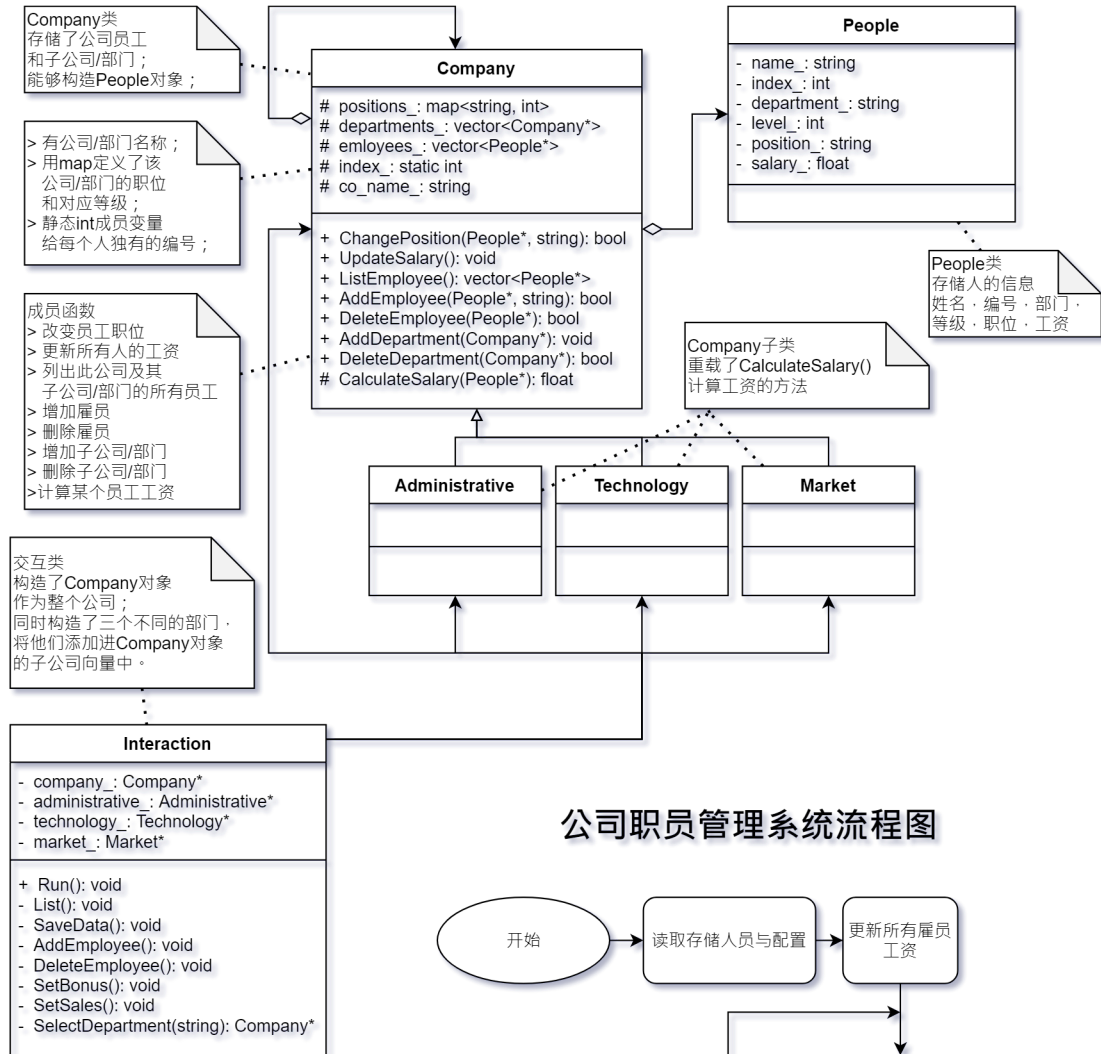 Company类
存储了公司员工
和子公司/部门；
能够构造People对象；
> 有公司/部门名称；
> 用map定义了该
公司/部门的职位
和对应等级；
> 静态int成员变量
给每个人独有的编号；
成员函数
> 改变员工职位
> 更新所有人的工资
> 列出此公司及其
子公司/部门的所有员工
> 增加雇员
> 删除雇员
> 增加子公司/部门
> 删除子公司/部门
>计算某个员工工资
Company
# positions_: map<string, int>
# departments_: vector<Company*>
# emloyees_: vector<People*>
# index_: static int
# co_name_: string
+ ChangePosition(People*, string): bool
+ UpdateSalary(): void
+ ListEmployee(): vector<People*>
+ AddEmployee(People*, string): bool
+ DeleteEmployee(People*): bool
+ AddDepartment(Company*): void
+ DeleteDepartment(Company*): bool
# CalculateSalary(People*): float
People
- name_: string
- index_: int
- department_: string
- level_: int
- position_: string
- salary_: float
People类
存储人的信息
姓名，编号，部门，
等级，职位，工资
Company子类
重载了CalculateSalary()
计算工资的方法
Administrative
Technology
Market
交互类
构造了Company对象
作为整个公司；
同时构造了三个不同的部门，
将他们添加进Company对象
的子公司向量中。
Interaction
- company_: Company*
- administrative_: Administrative*
- technology_: Technology*
- market_: Market*
+ Run(): void
- List(): void
- SaveData(): void
- AddEmployee(): void
- DeleteEmployee(): void
- SetBonus(): void
- SetSales(): void
- SelectDepartment(string): Company*
公司职员管理系统流程图
开始
读取存储人员与配置
更新所有雇员
工资